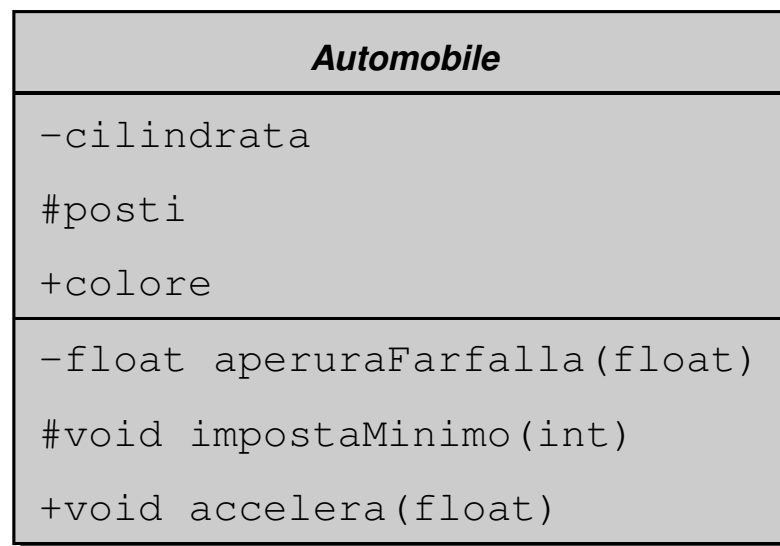 Automobile
-cilindrata
#posti
+colore
-float aperuraFarfalla(float)
#void impostaMinimo(int)
+void accelera(float)